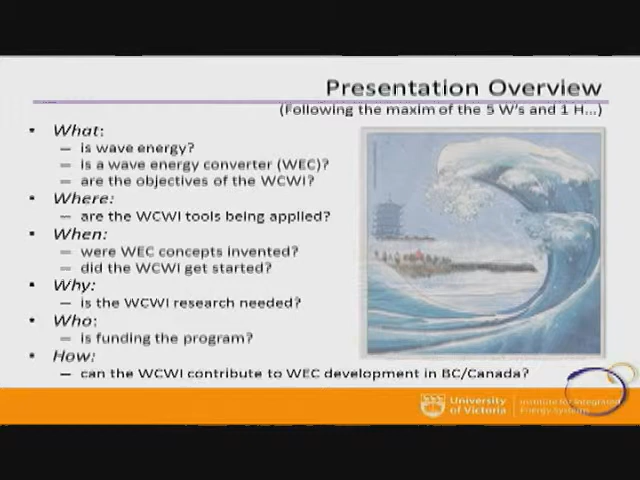 Presentation Overview
(Following the maxim of the 5 W's and 1 H...)
• What:
– is wave energy?
– is a wave energy converter (WEC)?
– are the objectives of the WCWI?
• Where:
– are the WCWI tools being applied?
• When:
– were WEC concepts invented?
– did the WCWI get started?
• Why:
– is the WCWI research needed?
• Who:
– is funding the program?
• How:
– can the WCWI contribute to WEC development in BC/Canada?
University
of Victoria
Institute for Integrated
Energy Systems